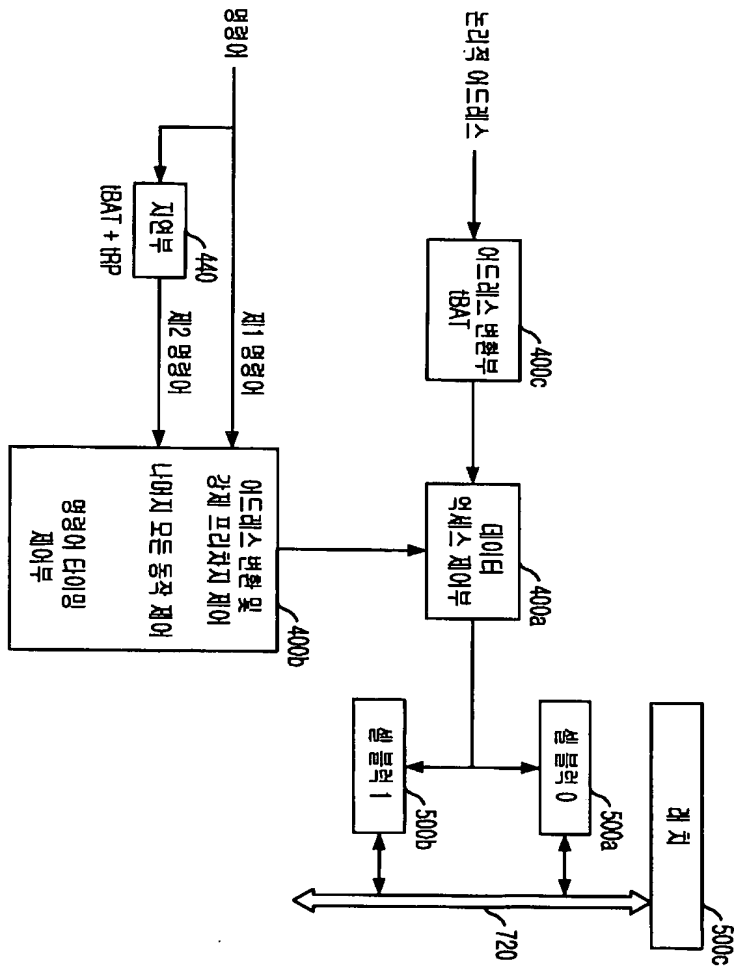 500c
래치
500a
셀 블럭 0
400c
400a
논리적 어드레스
어드레스 변환부
tBAT
데이터
억세스 제어부
500b
셀 블럭 1
720
400b
명령어
제1 명령어
어드레스 변환 및
강제 프리차지 제어
440
지연부
tBAT + tRP
제2 명령어
나머지 모든 동작 제어
명령어 타이밍
제어부